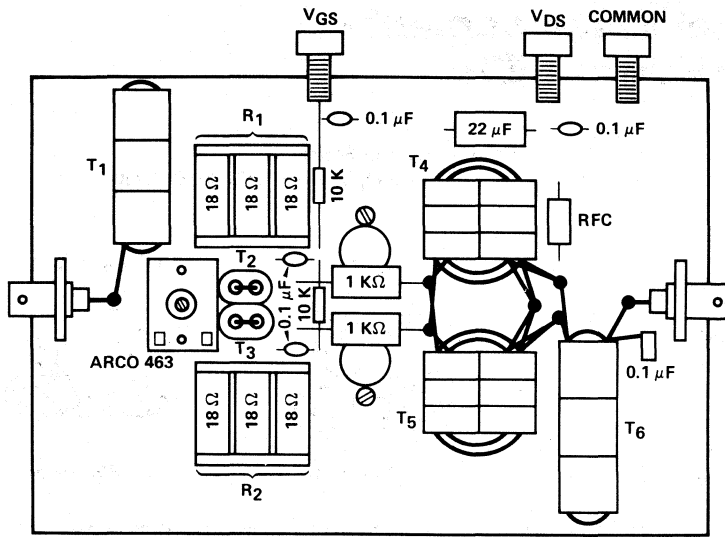 V_GS
V_DS
COMMON
R₁
0.1 μF
22 μF
0.1 μF
T₁
T₄
18 Ω
18 Ω
18 Ω
10 K
RFC
T₂
0.1 μF
10 K
1 KΩ
1 KΩ
ARCO 463
T₃
0.1 μF
18 Ω
18 Ω
18 Ω
T₅
T₆
R₂